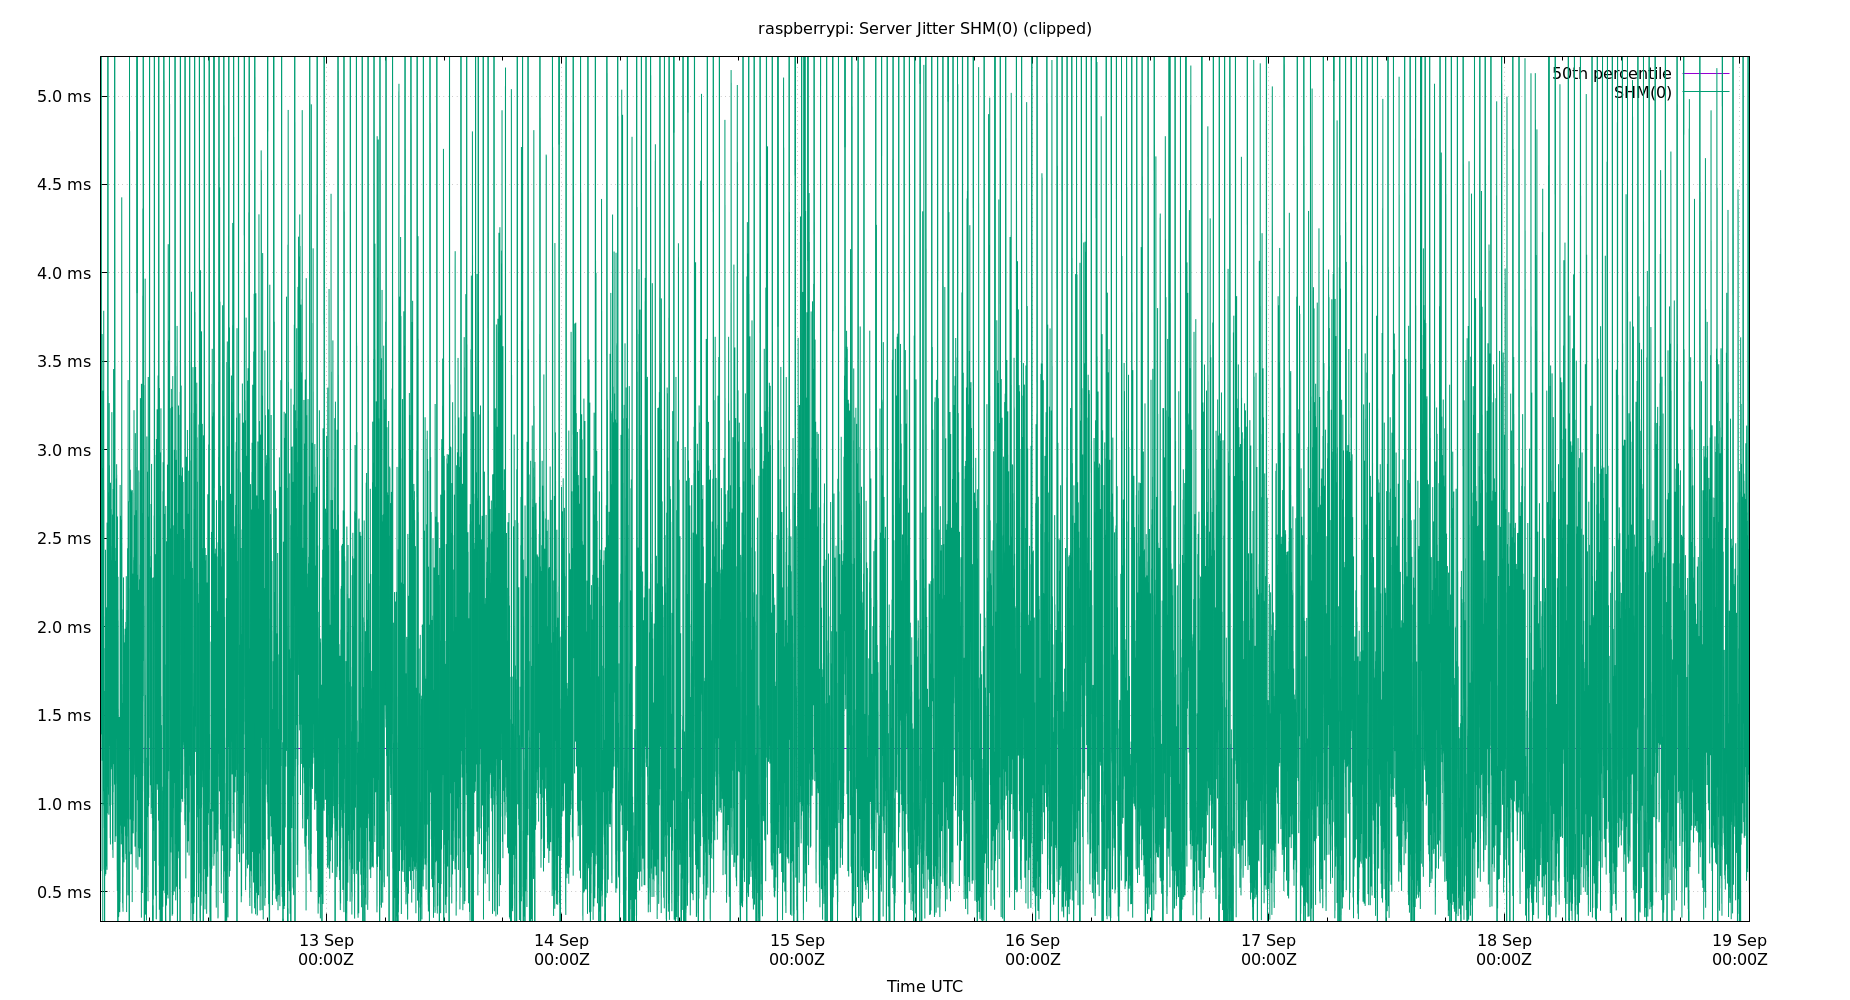 raspberrypi: Server Jitter SHM(0) (clipped)
50th percentile
SHM(0)
5.0 ms
4.5 ms
4.0 ms
3.5 ms
3.0 ms
2.5 ms
2.0 ms
1.5 ms
1.0 ms
0.5 ms
13 Sep
00:00Z
14 Sep
00:00Z
15 Sep
00:00Z
16 Sep
00:00Z
17 Sep
00:00Z
18 Sep
00:00Z
19 Sep
00:00Z
Time UTC